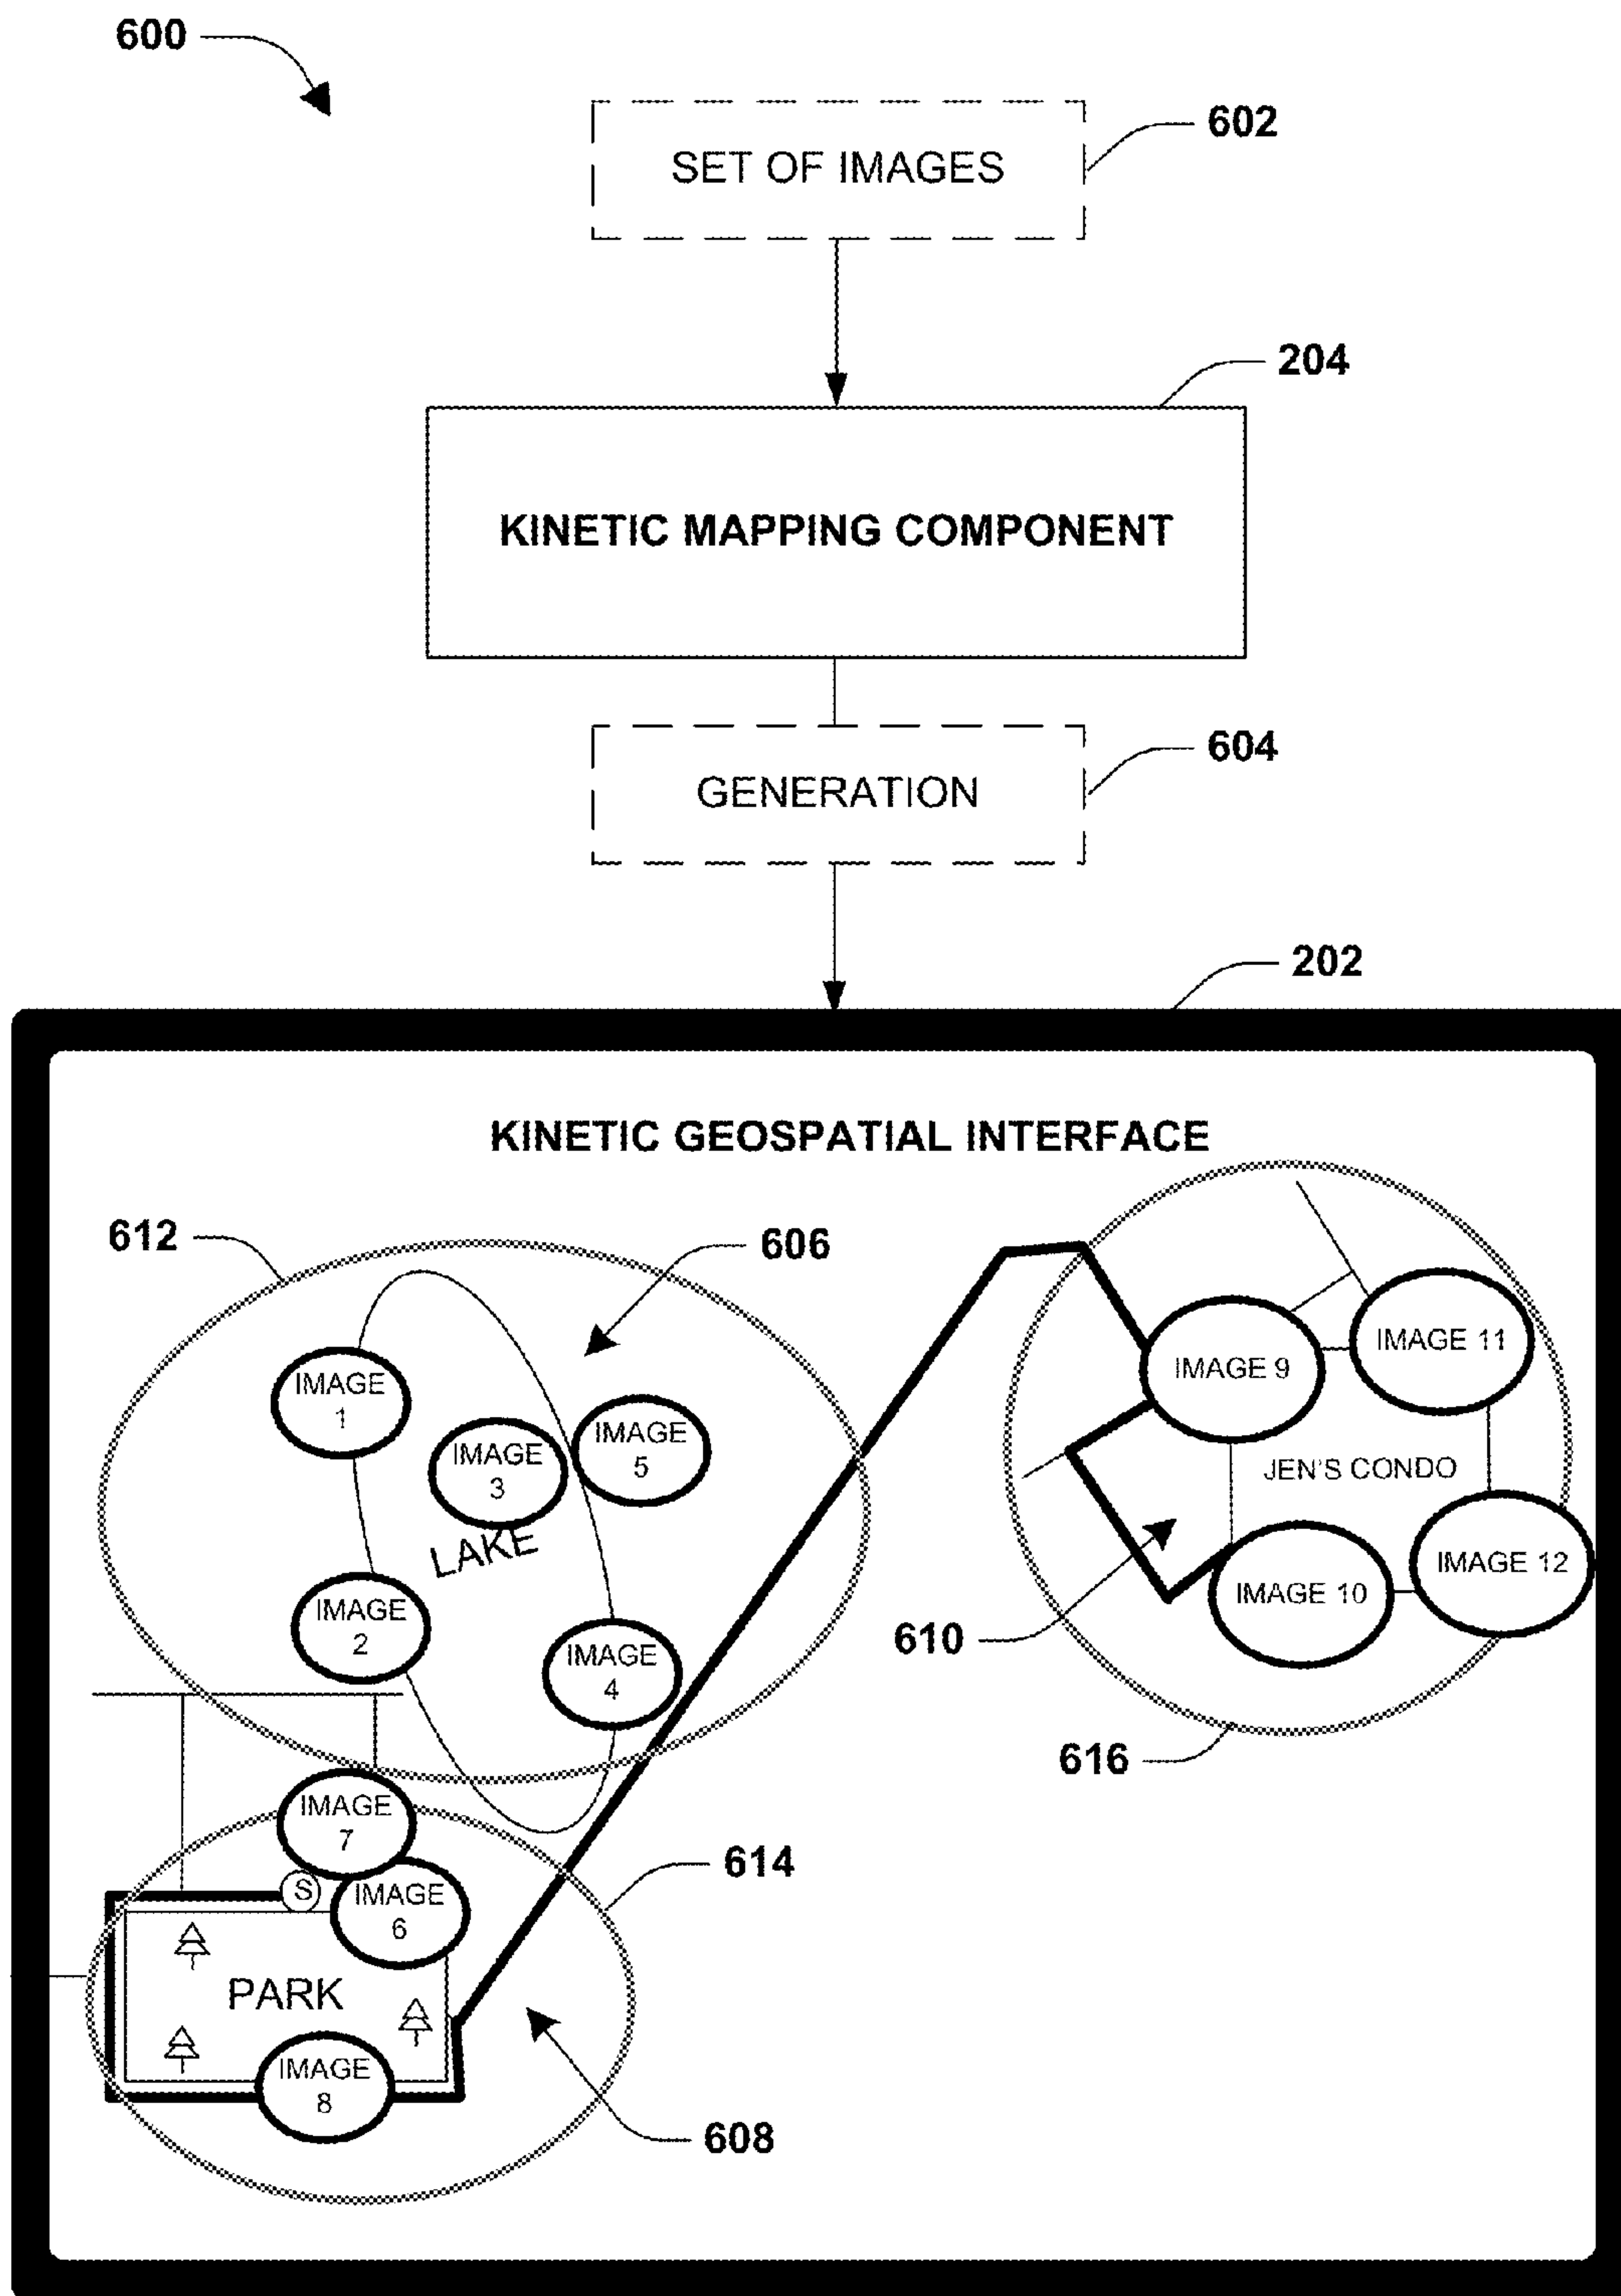 600
602
SET OF IMAGES
204
KINETIC MAPPING COMPONENT
604
GENERATION
202
KINETIC GEOSPATIAL INTERFACE
612
606
IMAGE
1
IMAGE
3
IMAGE
5
LAKE
IMAGE
2
IMAGE
4
IMAGE 9
IMAGE 11
JEN'S CONDO
IMAGE 10
IMAGE 12
610
616
IMAGE
7
614
S
IMAGE
6
PARK
IMAGE
8
608